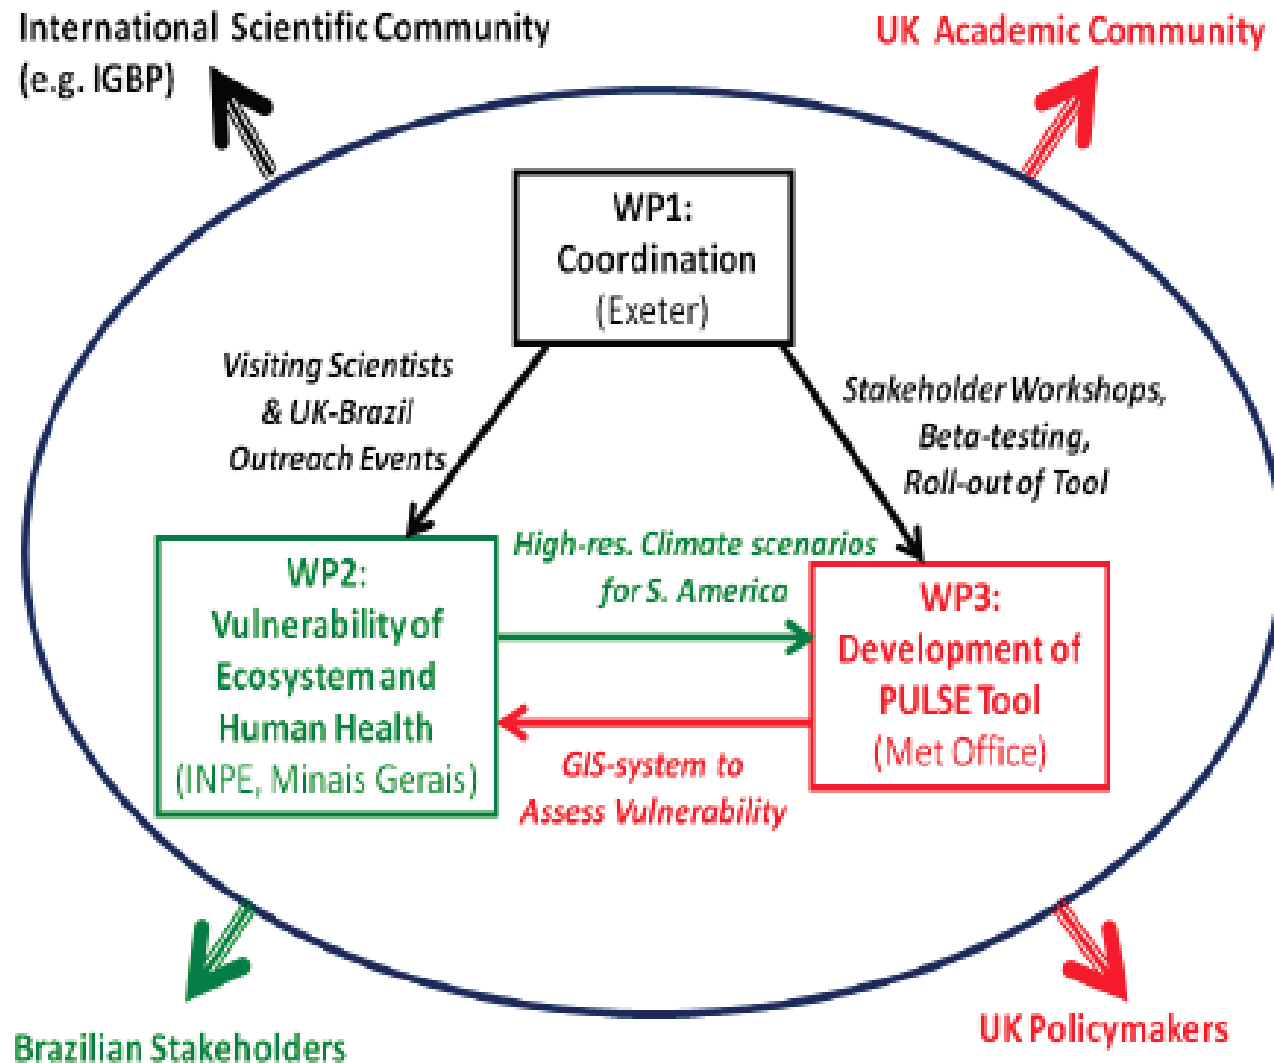 International Scientific Community
(e.g. IGBP)
UK Academic Community
WP1:
Coordination
(Exeter)
Visiting Scientists
& UK-Brazil
Outreach Events
Stakeholder Workshops,
Beta-testing,
Roll-out of Tool
High-res. Climate scenarios
for S. America
WP2:
Vulnerability of
Ecosystem and
Human Health
(INPE, Minais Gerais)
WP3:
Development of
PULSE Tool
(Met Office)
GIS-system to
Assess Vulnerability
Brazilian Stakeholders
UK Policymakers